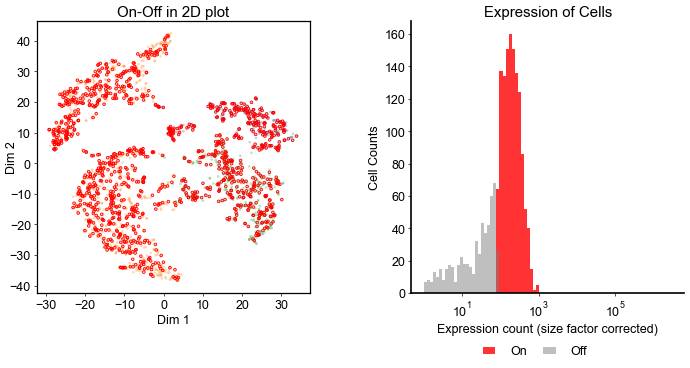 On-Off in 2D plot
Dim 2
40
30
20
10
0
−10
−20
−30
−40
−30 −20 −10 0 10 20 30
Dim 1
Expression of Cells
Cell Counts
160
140
120
100
80
60
40
20
0
10^1 10^3 10^5
Expression count (size factor corrected)
On Off